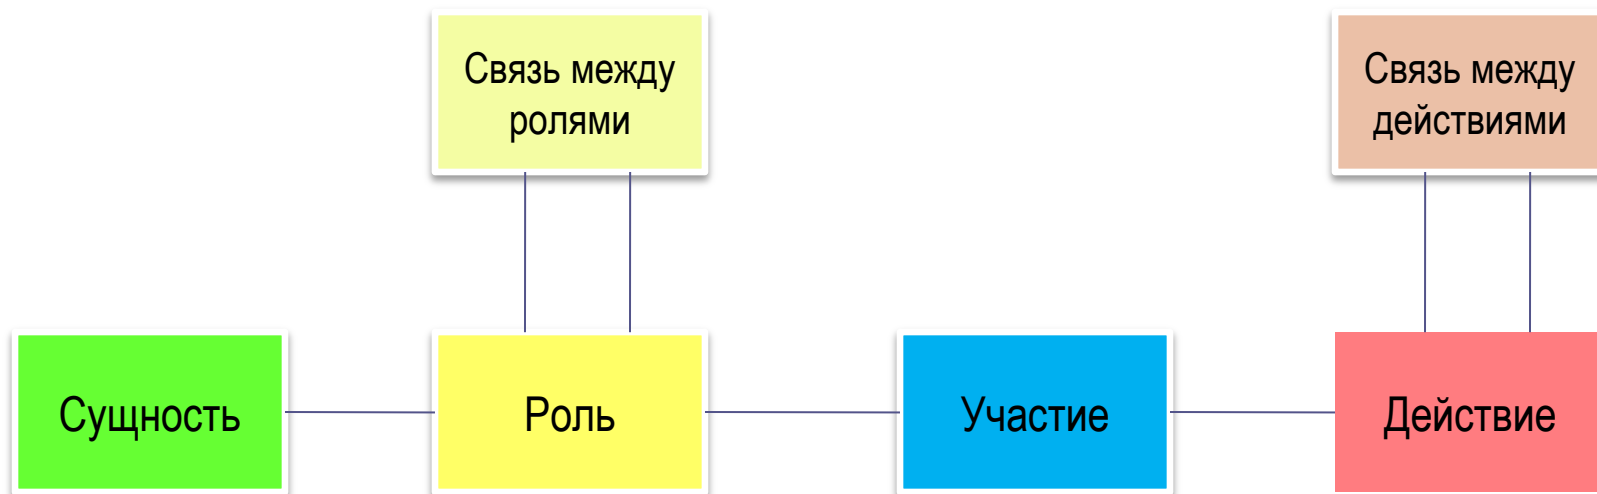 Связь между
ролями
Связь между
действиями
Сущность
Роль
Участие
Действие